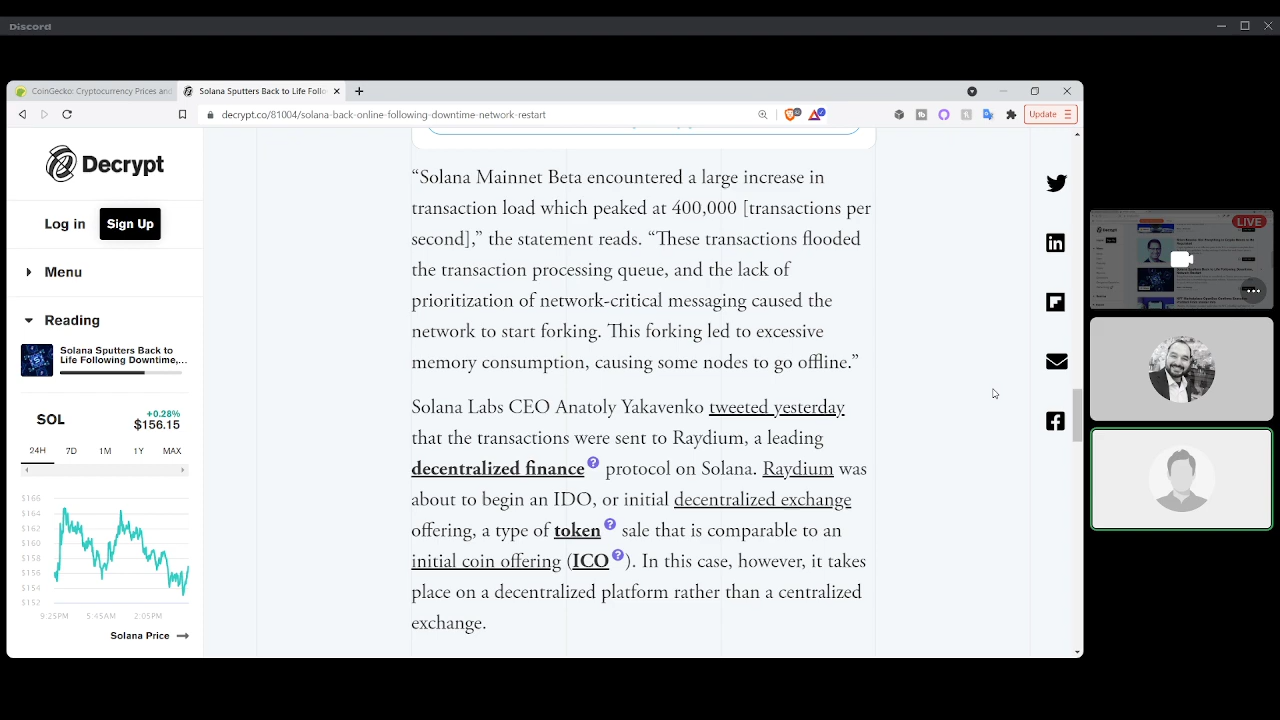 Discord
CoinGecko: Cryptocurrency Prices and
Solana Sputters Back to Life Follo
decrypt.co/81004/solana-back-online-following-downtime-network-restart
Update
Decrypt
Log in
Sign Up
Menu
Reading
Solana Sputters Back to
Life Following Downtime,...
SOL
+0.28%
$156.15
24H 7D 1M 1Y MAX
$166
$164
$162
$160
$158
$156
$154
$152
9:25PM 5:45AM 2:05PM
Solana Price
“Solana Mainnet Beta encountered a large increase in
transaction load which peaked at 400,000 [transactions per
second],” the statement reads. “These transactions flooded
the transaction processing queue, and the lack of
prioritization of network-critical messaging caused the
network to start forking. This forking led to excessive
memory consumption, causing some nodes to go offline.”
Solana Labs CEO Anatoly Yakavenko tweeted yesterday
that the transactions were sent to Raydium, a leading
decentralized finance ? protocol on Solana. Raydium was
about to begin an IDO, or initial decentralized exchange
offering, a type of token ? sale that is comparable to an
initial coin offering (ICO ?). In this case, however, it takes
place on a decentralized platform rather than a centralized
exchange.
LIVE